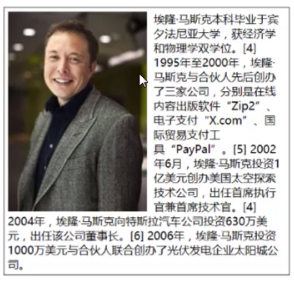 埃隆·马斯克本科毕业于宾
夕法尼亚大学，获经济学
和物理学双学位。[4]
1995年至2000年，埃隆·
马斯克与合伙人先后创办
了三家公司，分别是在线
内容出版软件“Zip2”、
电子支付“X.com”、国
际贸易支付工
具“PayPal”。[5] 2002
年6月，埃隆·马斯克投资1
亿美元创办美国太空探索
技术公司，出任首席执行
官兼首席技术官。[4]
2004年，埃隆·马斯克向特斯拉汽车公司投资630万美
元，出任该公司董事长。[6] 2006年，埃隆·马斯克投资
1000万美元与合伙人联合创办了光伏发电企业太阳城公
司。